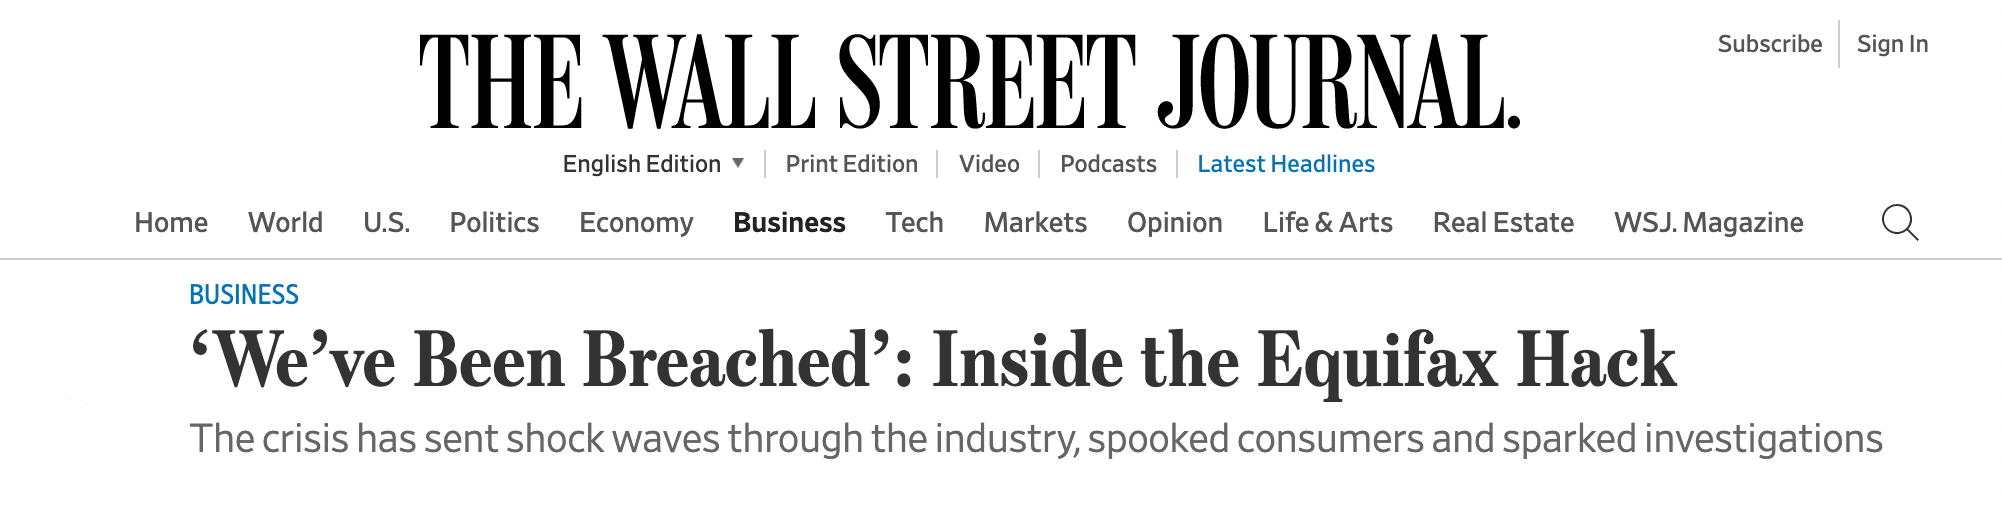 THE WALL STREET JOURNAL.
Subscribe Sign In
English Edition Print Edition Video Podcasts Latest Headlines
Home World U.S. Politics Economy Business Tech Markets Opinion Life & Arts Real Estate WSJ. Magazine
BUSINESS
‘We’ve Been Breached’: Inside the Equifax Hack
The crisis has sent shock waves through the industry, spooked consumers and sparked investigations